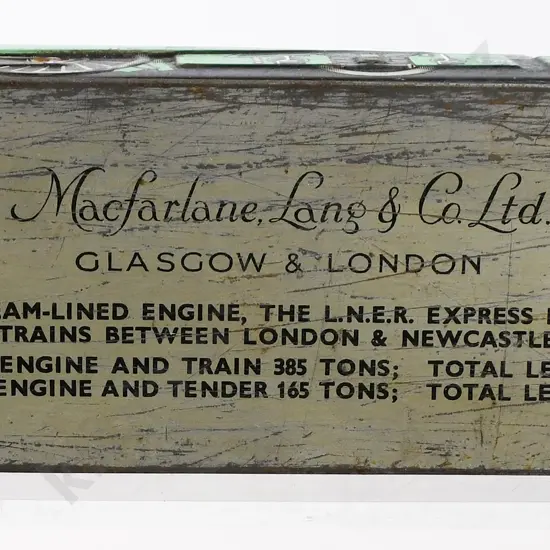 Macfarlane, Lang & Co. Ltd.
GLASGOW & LONDON
EAM-LINED ENGINE, THE L.N.E.R. EXPRESS
TRAINS BETWEEN LONDON & NEWCASTLE
ENGINE AND TRAIN 385 TONS; TOTAL LE
ENGINE AND TENDER 165 TONS; TOTAL LE